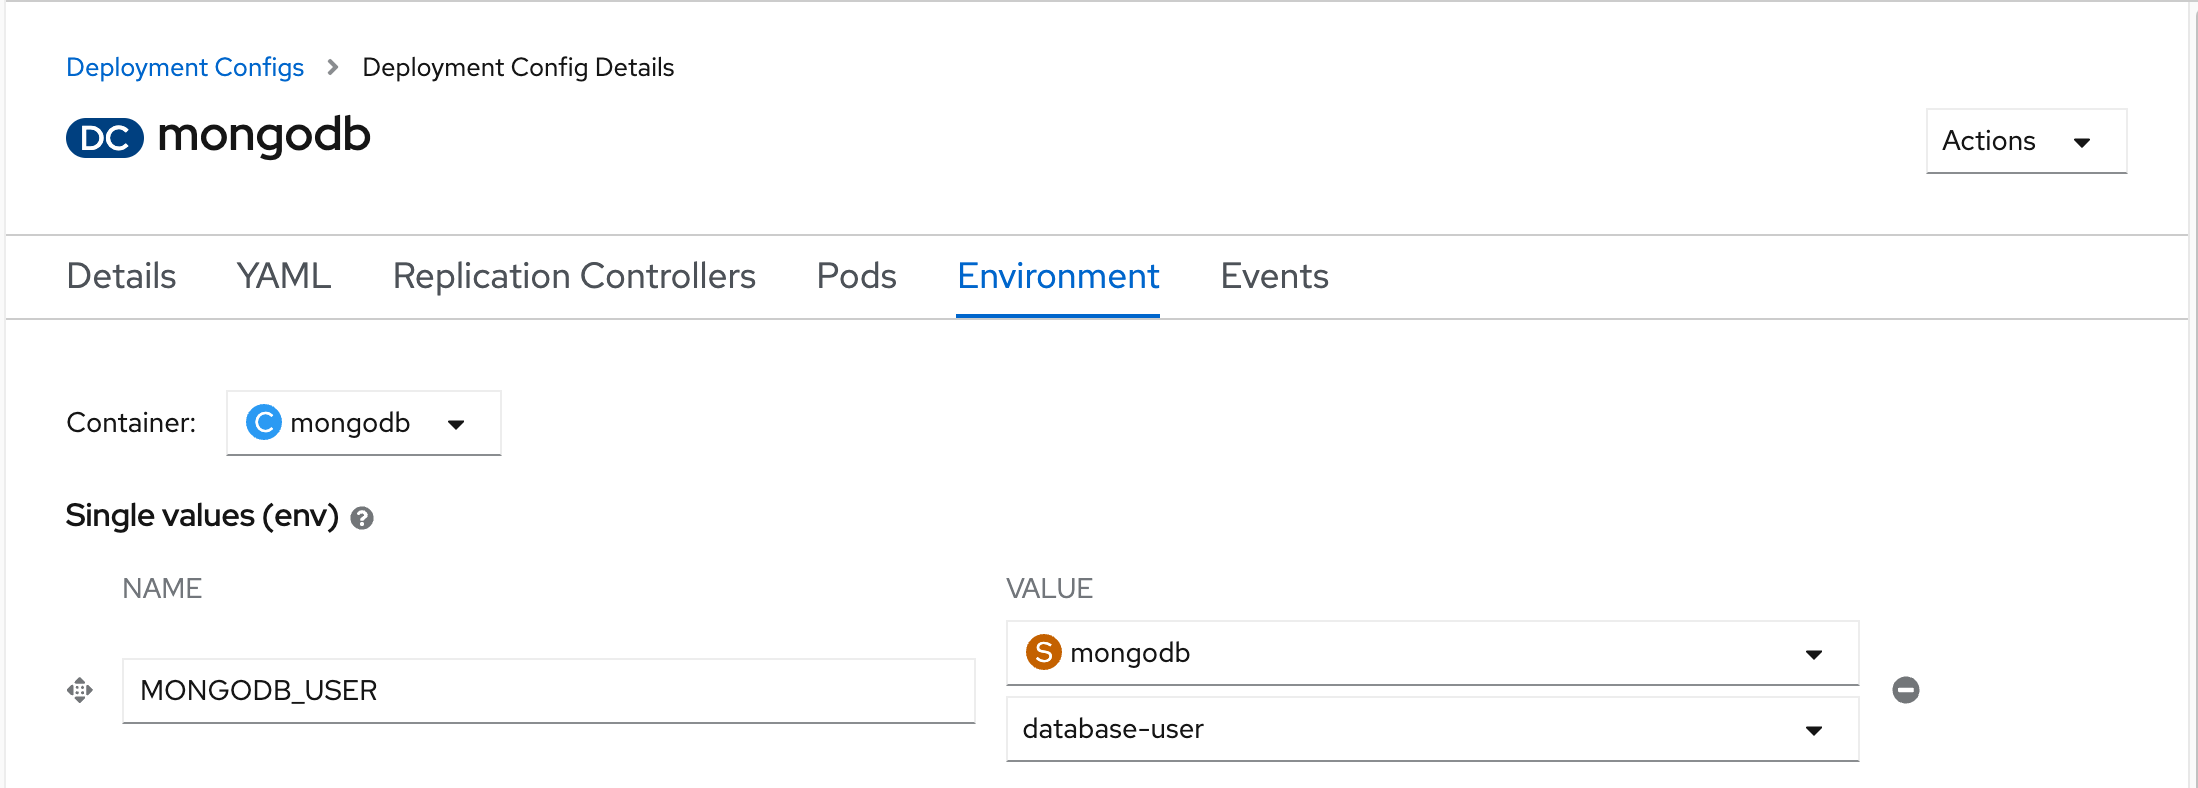 Deployment Configs > Deployment Config Details
DC mongodb
Actions
Details YAML Replication Controllers Pods Environment Events
Container: C mongodb
Single values (env) ?
NAME VALUE
S mongodb
MONGODB_USER
database-user